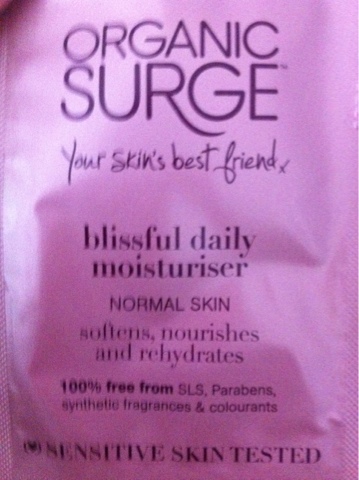 ORGANIC
SURGE™
Your skin's best friend x
blissful daily
moisturiser
NORMAL SKIN
softens, nourishes
and rehydrates
100% free from SLS, Parabens,
synthetic fragrances & colourants
SENSITIVE SKIN TESTED